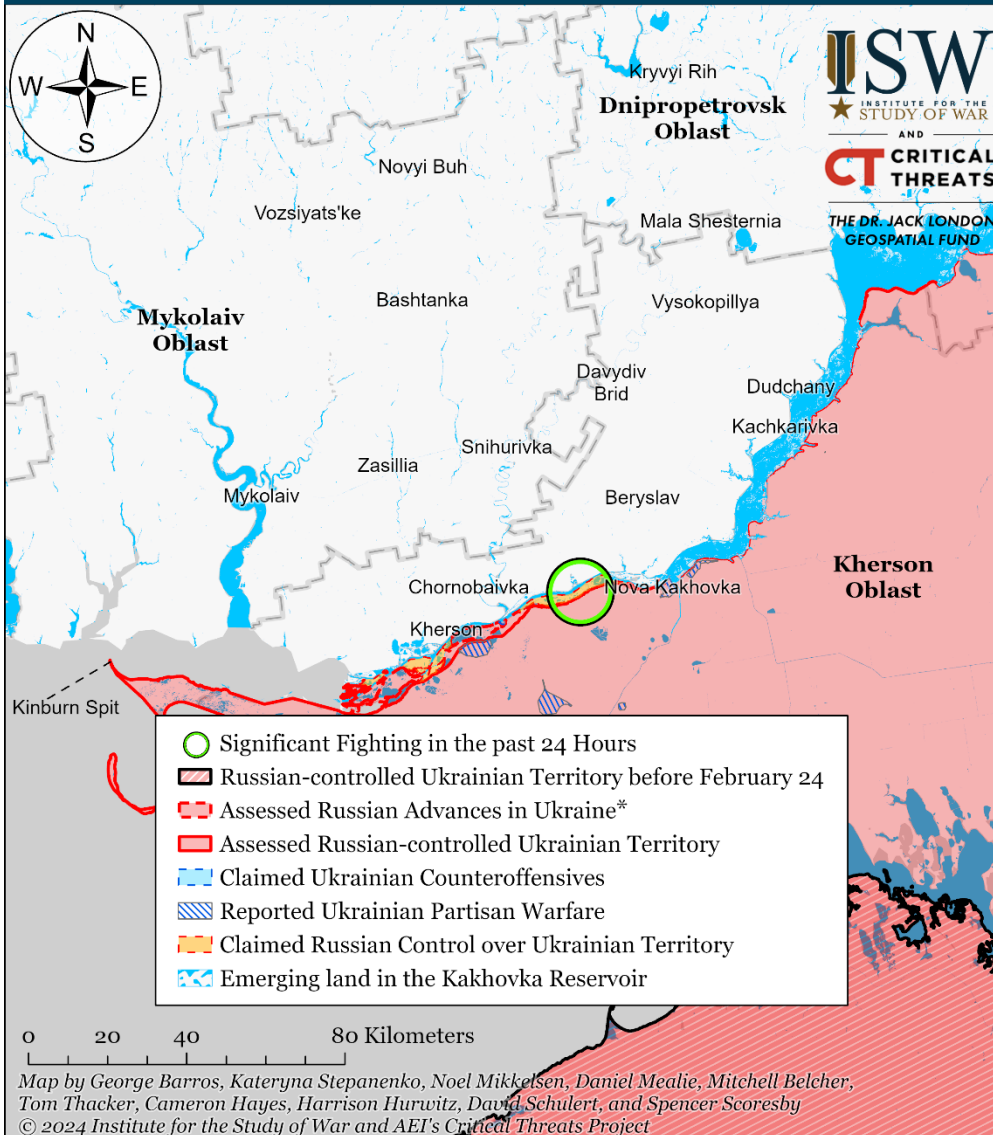 N
W
E
S
Kryvyi Rih
Dnipropetrovsk
Oblast
ISW
INSTITUTE FOR THE
STUDY OF WAR
AND
CT CRITICAL
THREATS
THE DR. JACK LONDON
GEOSPATIAL FUND
Novyi Buh
Vozsiyats'ke
Mala Shesternia
Bashtanka
Vysokopillya
Mykolaiv
Oblast
Davydiv
Brid
Dudchany
Kachkarivka
Snihurivka
Zasillia
Mykolaiv
Beryslav
Chornobaivka
Nova Kakhovka
Kherson
Oblast
Kherson
Kinburn Spit
Significant Fighting in the past 24 Hours
Russian-controlled Ukrainian Territory before February 24
Assessed Russian Advances in Ukraine*
Assessed Russian-controlled Ukrainian Territory
Claimed Ukrainian Counteroffensives
Reported Ukrainian Partisan Warfare
Claimed Russian Control over Ukrainian Territory
Emerging land in the Kakhovka Reservoir
0 20 40 80 Kilometers
Map by George Barros, Kateryna Stepanenko, Noel Mikkelsen, Daniel Mealie, Mitchell Belcher,
Tom Thacker, Cameron Hayes, Harrison Hurwitz, David Schulert, and Spencer Scoresby
© 2024 Institute for the Study of War and AEI's Critical Threats Project